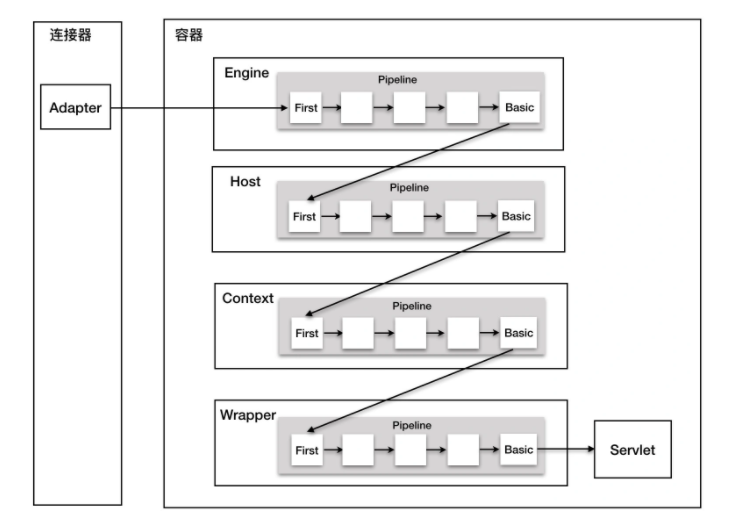 连接器
容器
Adapter
Engine
Pipeline
First
Basic
Host
Pipeline
First
Basic
Context
Pipeline
First
Basic
Wrapper
Pipeline
First
Basic
Servlet